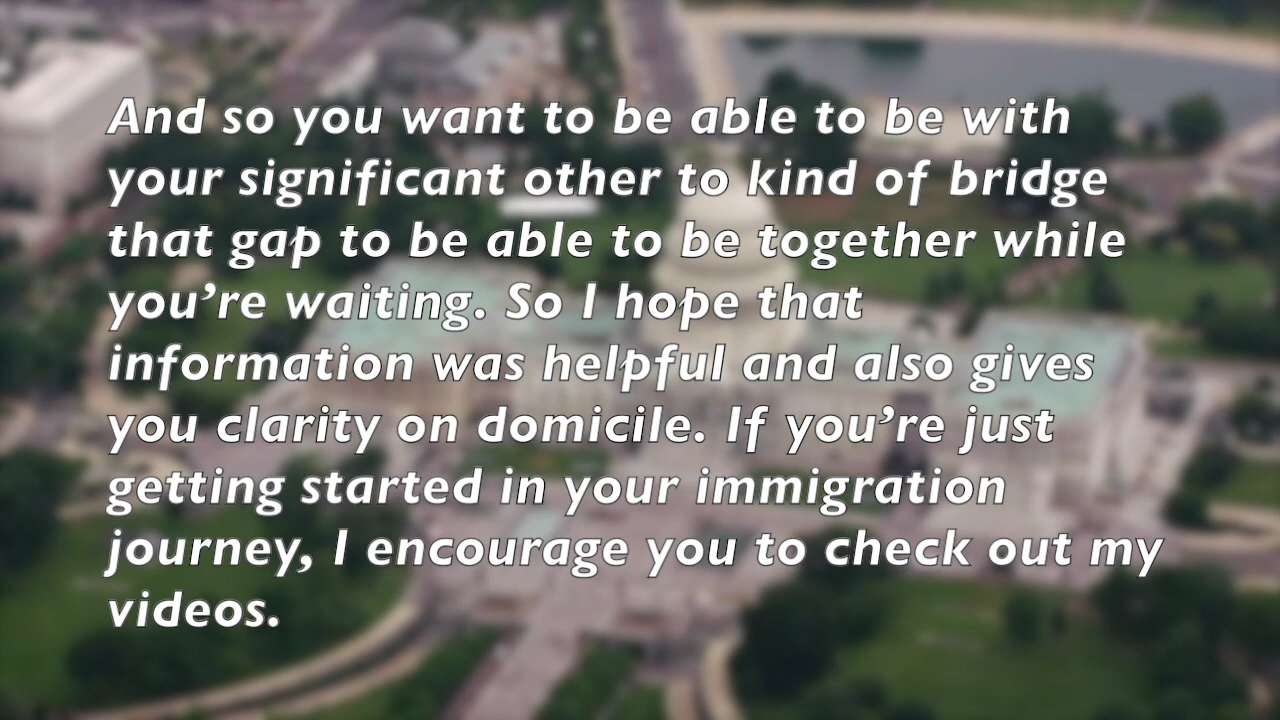 And so you want to be able to be with
your significant other to kind of bridge
that gap to be able to be together while
you’re waiting. So I hope that
information was helpful and also gives
you clarity on domicile. If you’re just
getting started in your immigration
journey, I encourage you to check out my
videos.